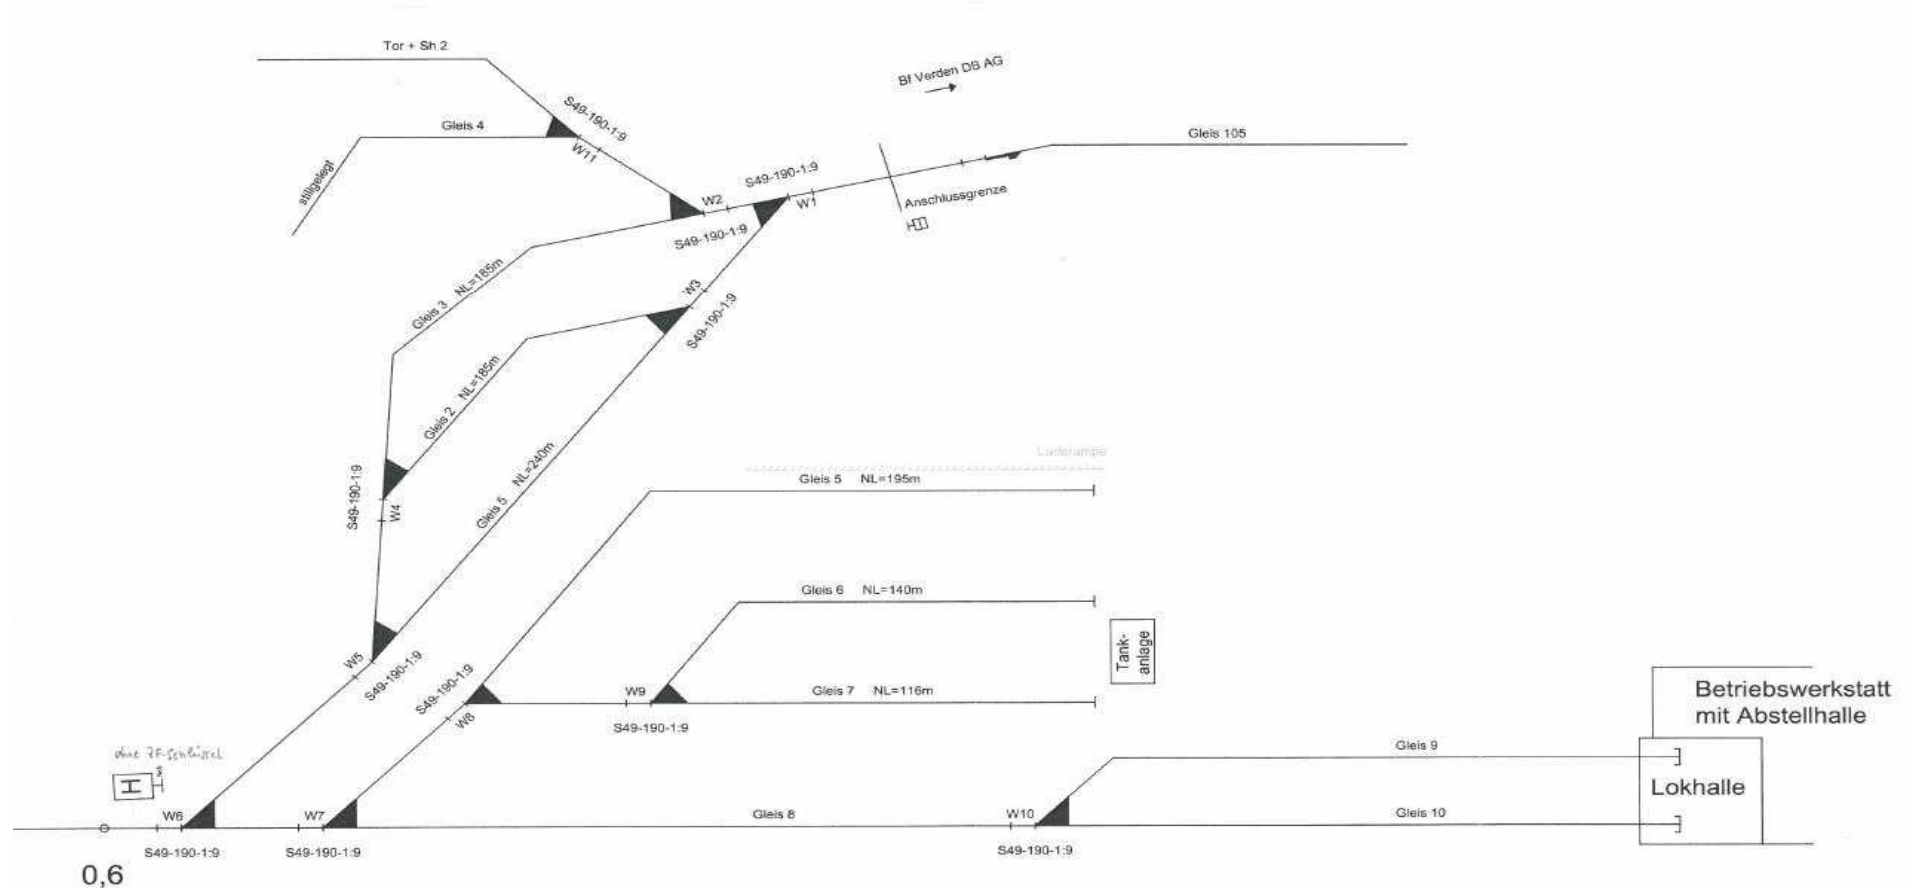 Tor + Sh 2
Bf Verden DB AG
S49-190-1:9
Gleis 4
W11
Gleis 105
stillgelegt
S49-190-1:9
W2
W1
Anschlussgrenze
S49-190-1:9
Gleis 3 NL=185m
W3
S49-190-1:9
Gleis 2 NL=185m
Laderampe
S49-190-1:9
W4
Gleis 5 NL=240m
Gleis 5 NL=195m
Gleis 6 NL=140m
Tank-
anlage
W5
S49-190-1:9
S49-190-1:9
W8
W9
Gleis 7 NL=116m
S49-190-1:9
Betriebswerkstatt
mit Abstellhalle
Gleis 9
ohne ZF-Schlüssel
H
Lokhalle
W6
W7
Gleis 8
W10
Gleis 10
S49-190-1:9
S49-190-1:9
S49-190-1:9
0,6